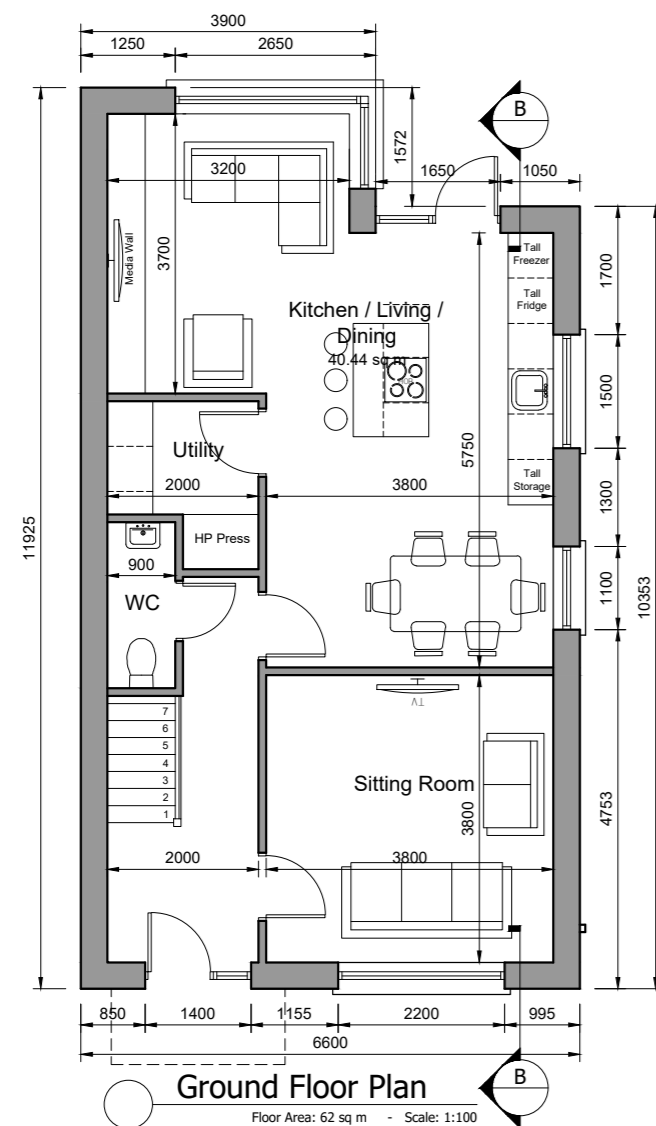 3900
1250
2650
B
1572
1650
1050
3200
Media Wall
3700
Tall
Freezer
Tall
Fridge
1700
Kitchen / Living /
Dining
40.44 sq m
1500
5750
Utility
2000
3800
Tall
Storage
1300
HP Press
11925
900
WC
1100
10353
TV
7
6
5
4
3
2
1
Sitting Room
3800
4753
2000
3800
850
1400
1155
2200
995
6600
B
Ground Floor Plan
Floor Area: 62 sq m - Scale: 1:100